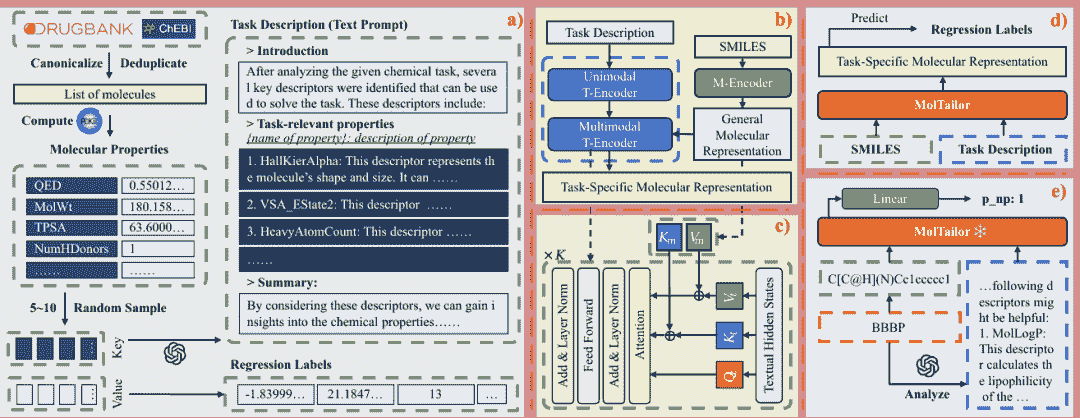 a)
DRUGBANK
ChEBI
Canonicalize
Deduplicate
List of molecules
Compute
Molecular Properties
QED
0.55012…
MolWt
180.158…
TPSA
63.6000…
NumHDonors
1
……
……
5~10
Random Sample
Key
Value
Task Description (Text Prompt)
> Introduction
After analyzing the given chemical task, severa
l key descriptors were identified that can be use
d to solve the task. These descriptors include:
> Task-relevant properties
{name of property}: description of property
1. HallKierAlpha: This descriptor represents th
e molecule's shape and size. It can ……
2. VSA_EState2: This descriptor ……
3. HeavyAtomCount: This descriptor ……
……
> Summary:
By considering these descriptors, we can gain i
nsights into the chemical properties……
Regression Labels
-1.83999…
21.1847…
13
…
b)
Task Description
SMILES
Unimodal
T-Encoder
M-Encoder
Multimodal
T-Encoder
General
Molecular
Representation
Task-Specific Molecular Representation
c)
×K
Km
Vm
Add & Layer Norm
Feed Forward
Add & Layer Norm
Attention
Vt
Kt
Qt
Textual Hidden States
d)
Predict
Regression Labels
Task-Specific Molecular Representation
MolTailor
SMILES
Task Description
e)
Linear
p_np: 1
MolTailor
C[C@H](N)Cc1ccccc1
BBBP
Analyze
…following d
escriptors mig
ht be helpful:
1. MolLogP:
This descripto
r calculates th
e lipophilicity
of the …